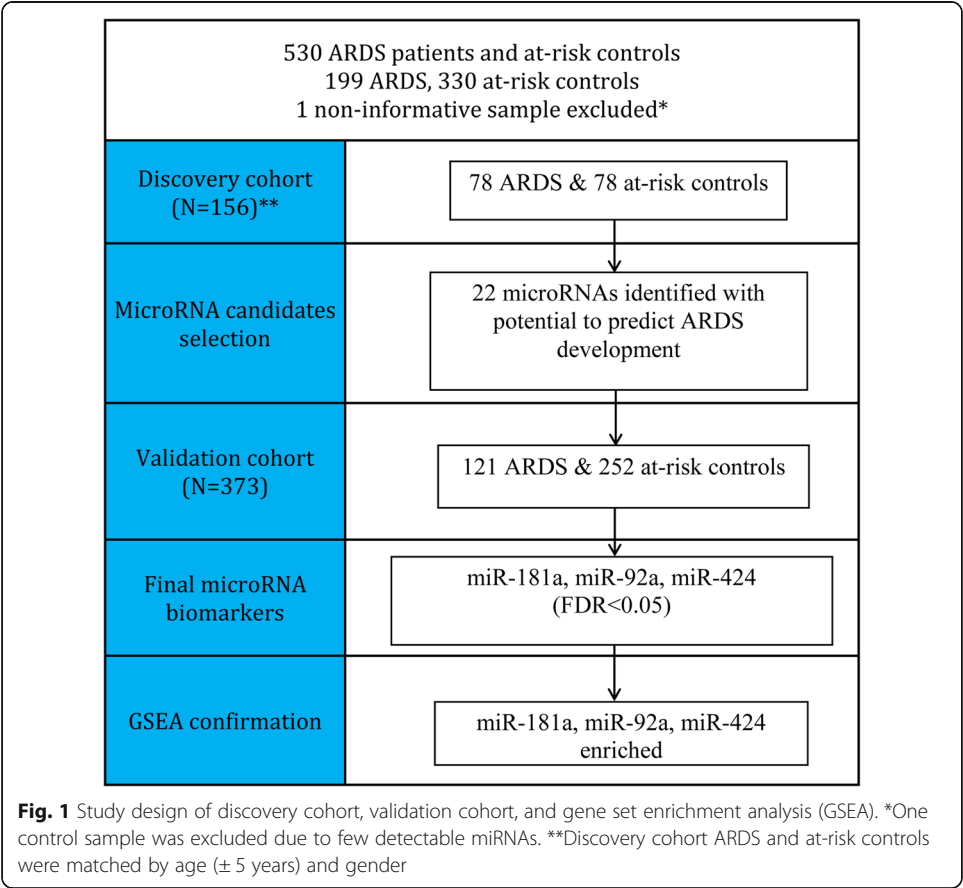 530 ARDS patients and at-risk controls
199 ARDS, 330 at-risk controls
1 non-informative sample excluded*
Discovery cohort
(N=156)**
78 ARDS & 78 at-risk controls
MicroRNA candidates
selection
22 microRNAs identified with
potential to predict ARDS
development
Validation cohort
(N=373)
121 ARDS & 252 at-risk controls
Final microRNA
biomarkers
miR-181a, miR-92a, miR-424
(FDR<0.05)
GSEA confirmation
miR-181a, miR-92a, miR-424
enriched
Fig. 1 Study design of discovery cohort, validation cohort, and gene set enrichment analysis (GSEA). *One
control sample was excluded due to few detectable miRNAs. **Discovery cohort ARDS and at-risk controls
were matched by age (± 5 years) and gender